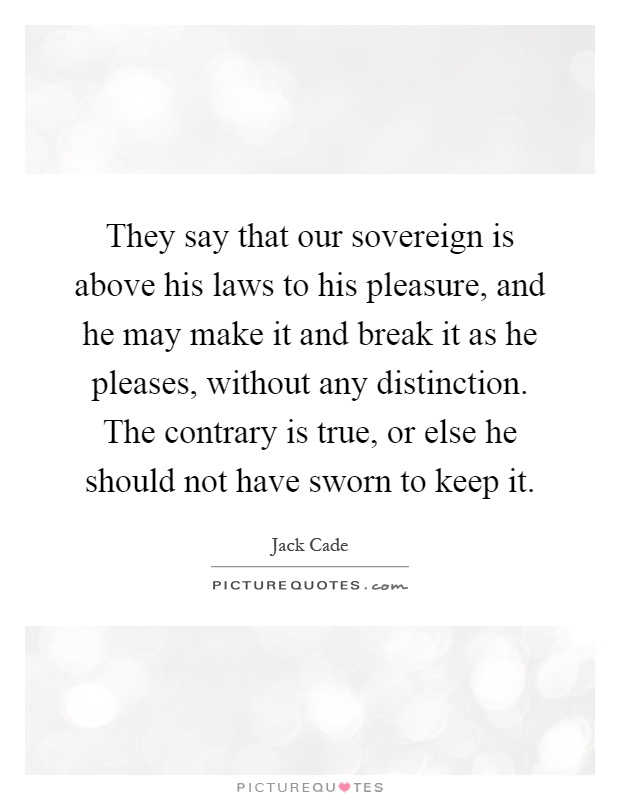 They say that our sovereign is
above his laws to his pleasure, and
he may make it and break it as he
pleases, without any distinction.
The contrary is true, or else he
should not have sworn to keep it.
Jack Cade
PICTUREQUOTES.com
PICTUREQU♥TES